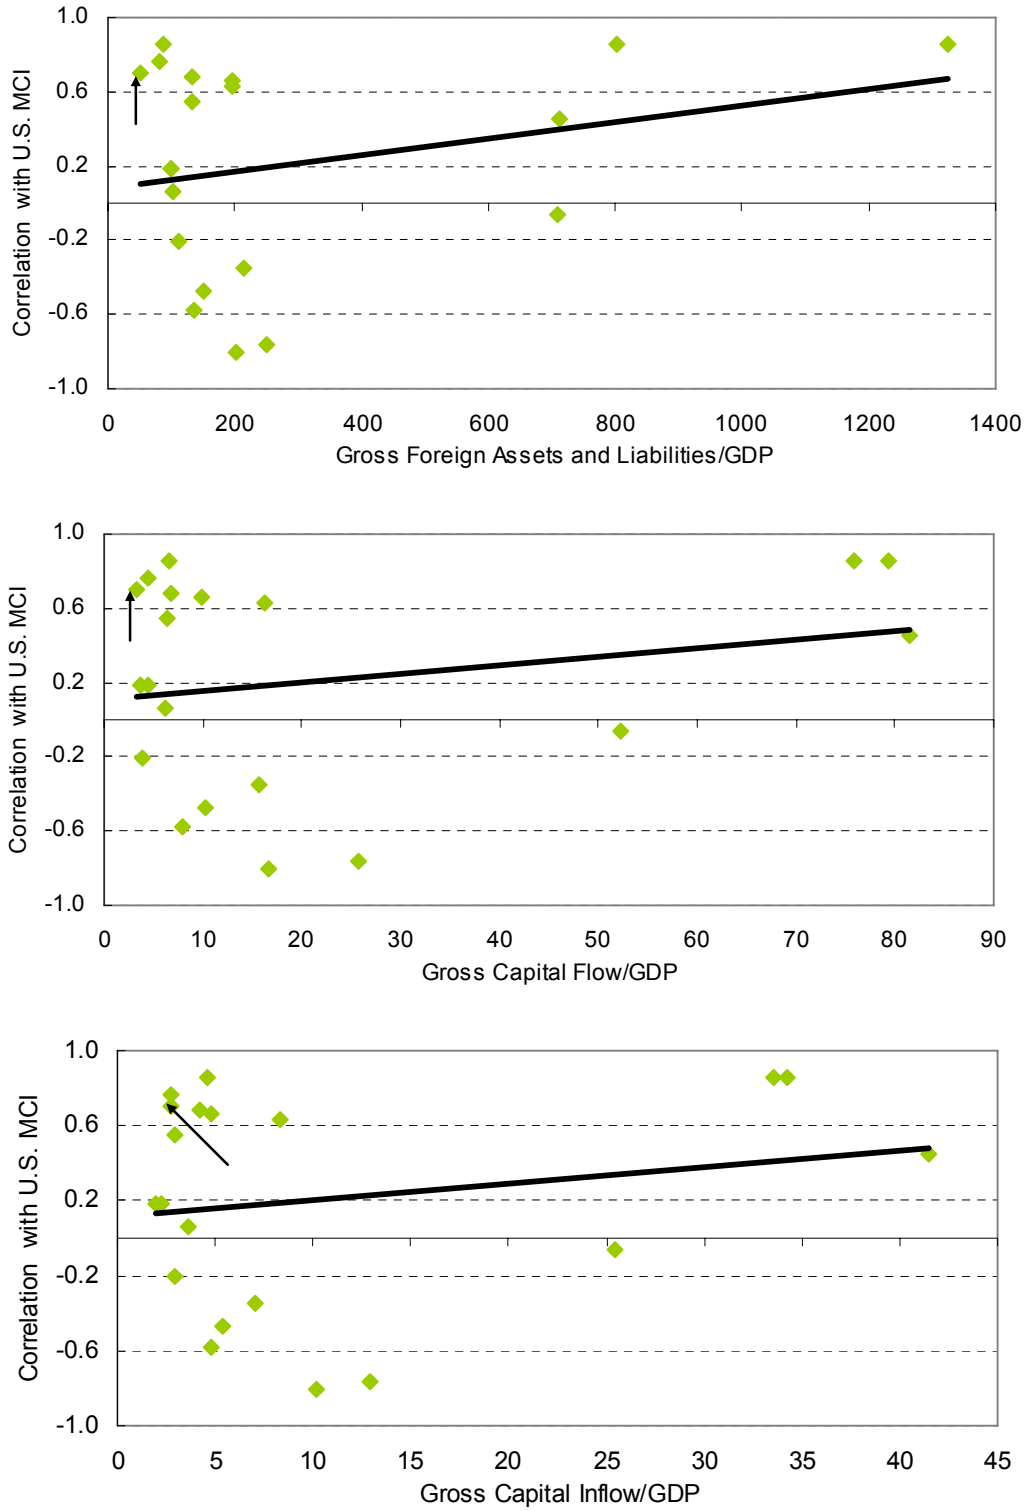 Correlation with U.S. MCI
1.0
0.6
0.2
-0.2
-0.6
-1.0
0 200 400 600 800 1000 1200 1400
Gross Foreign Assets and Liabilities/GDP
Correlation with U.S. MCI
1.0
0.6
0.2
-0.2
-0.6
-1.0
0 10 20 30 40 50 60 70 80 90
Gross Capital Flow/GDP
Correlation with U.S. MCI
1.0
0.6
0.2
-0.2
-0.6
-1.0
0 5 10 15 20 25 30 35 40 45
Gross Capital Inflow/GDP